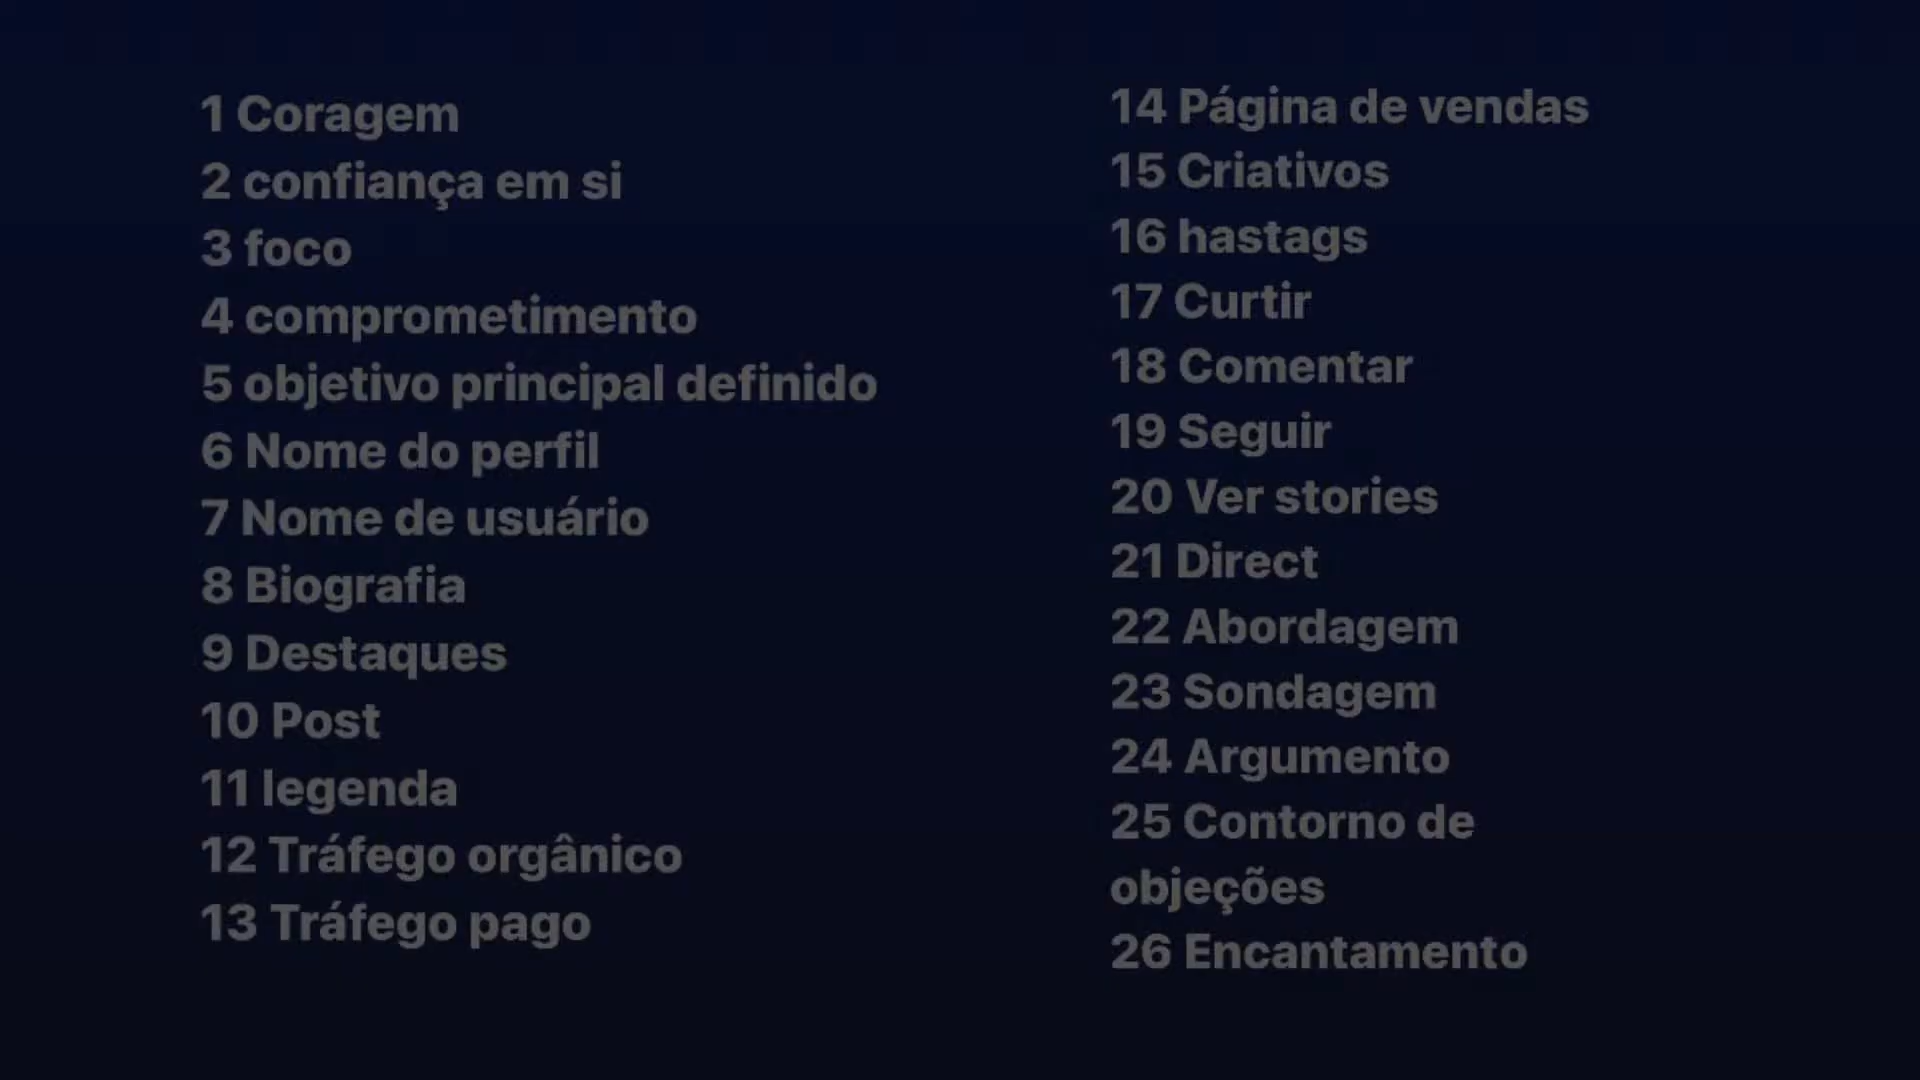 1 Coragem
2 confiança em si
3 foco
4 comprometimento
5 objetivo principal definido
6 Nome do perfil
7 Nome de usuário
8 Biografia
9 Destaques
10 Post
11 legenda
12 Tráfego orgânico
13 Tráfego pago
14 Página de vendas
15 Criativos
16 hastags
17 Curtir
18 Comentar
19 Seguir
20 Ver stories
21 Direct
22 Abordagem
23 Sondagem
24 Argumento
25 Contorno de
objeções
26 Encantamento